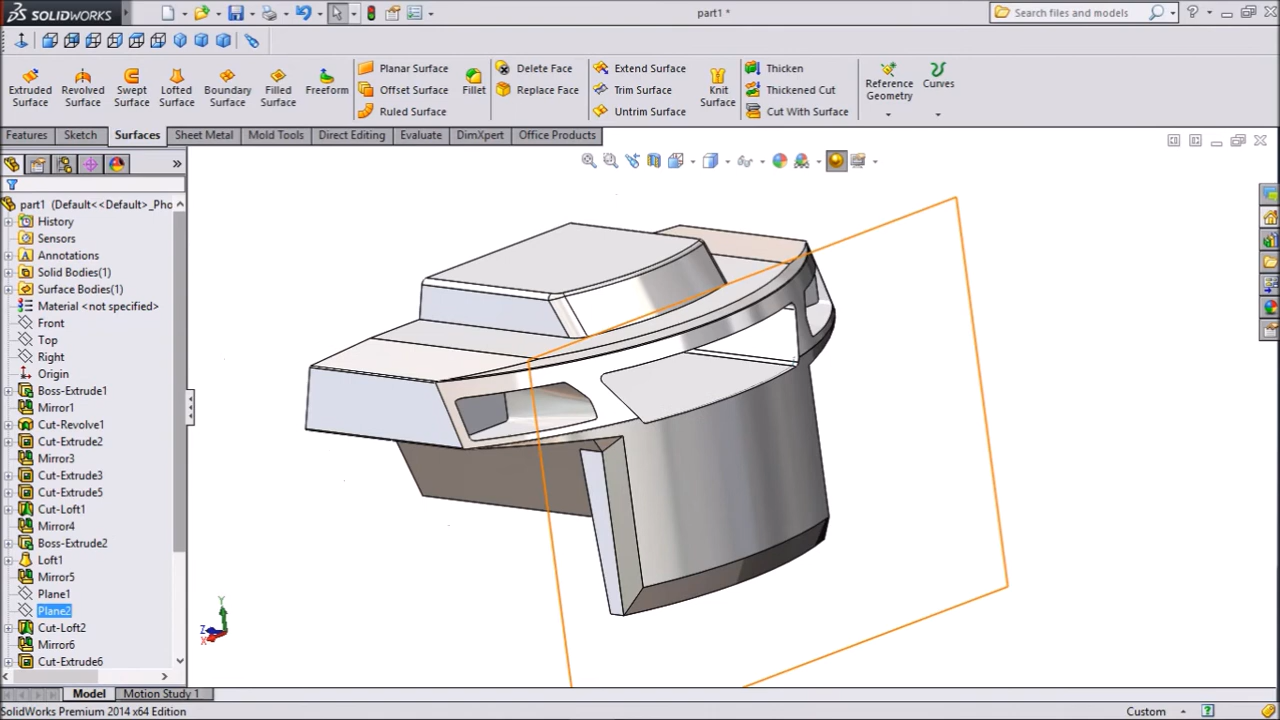 SOLIDWORKS
part1 *
Search files and models
Extruded Surface
Revolved Surface
Swept Surface
Lofted Surface
Boundary Surface
Filled Surface
Freeform
Planar Surface
Offset Surface
Ruled Surface
Fillet
Delete Face
Replace Face
Extend Surface
Trim Surface
Untrim Surface
Knit Surface
Thicken
Thickened Cut
Cut With Surface
Reference Geometry
Curves
Features
Sketch
Surfaces
Sheet Metal
Mold Tools
Direct Editing
Evaluate
DimXpert
Office Products
part1 (Default<<Default>_Pho
History
Sensors
Annotations
Solid Bodies(1)
Surface Bodies(1)
Material <not specified>
Front
Top
Right
Origin
Boss-Extrude1
Mirror1
Cut-Revolve1
Cut-Extrude2
Mirror3
Cut-Extrude3
Cut-Extrude5
Cut-Loft1
Mirror4
Boss-Extrude2
Loft1
Mirror5
Plane1
Plane2
Cut-Loft2
Mirror6
Cut-Extrude6
Y
Z
X
Model
Motion Study 1
SolidWorks Premium 2014 x64 Edition
Custom